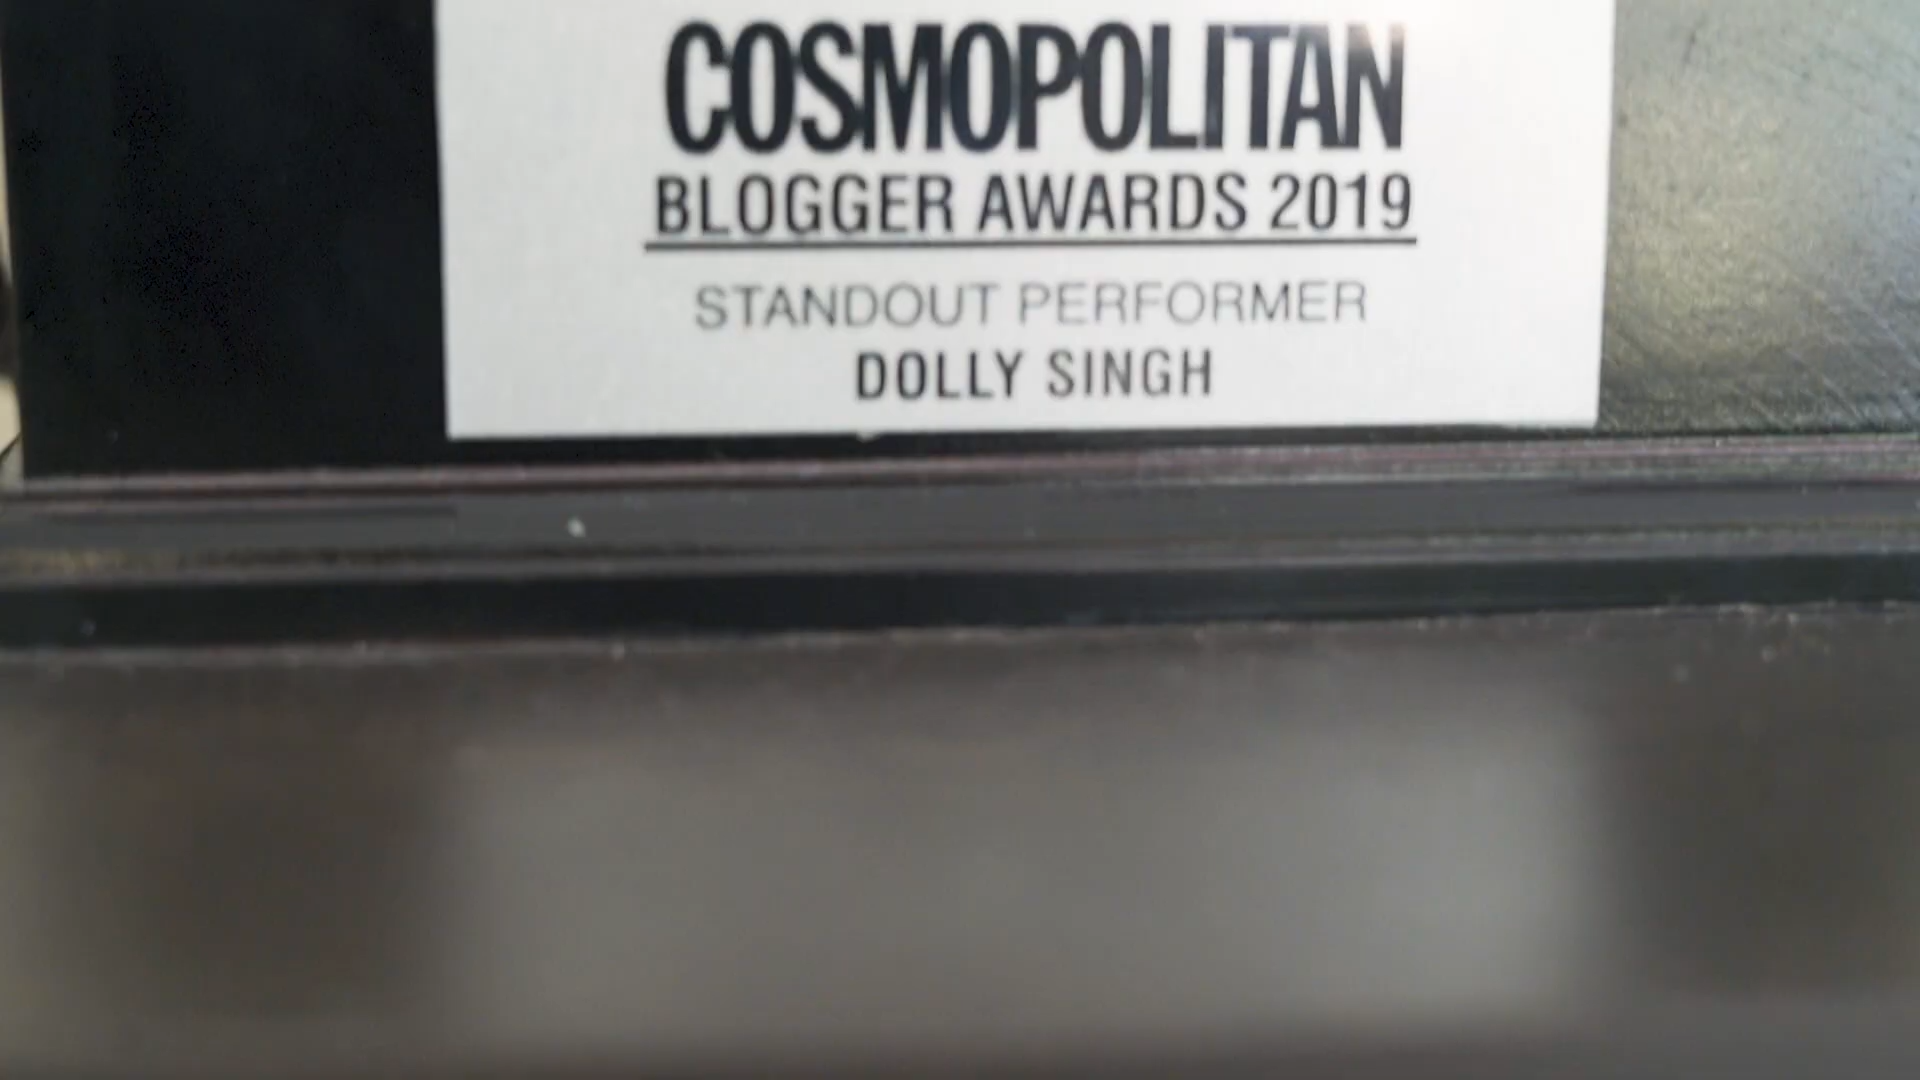 COSMOPOLITAN
BLOGGER AWARDS 2019
STANDOUT PERFORMER
DOLLY SINGH